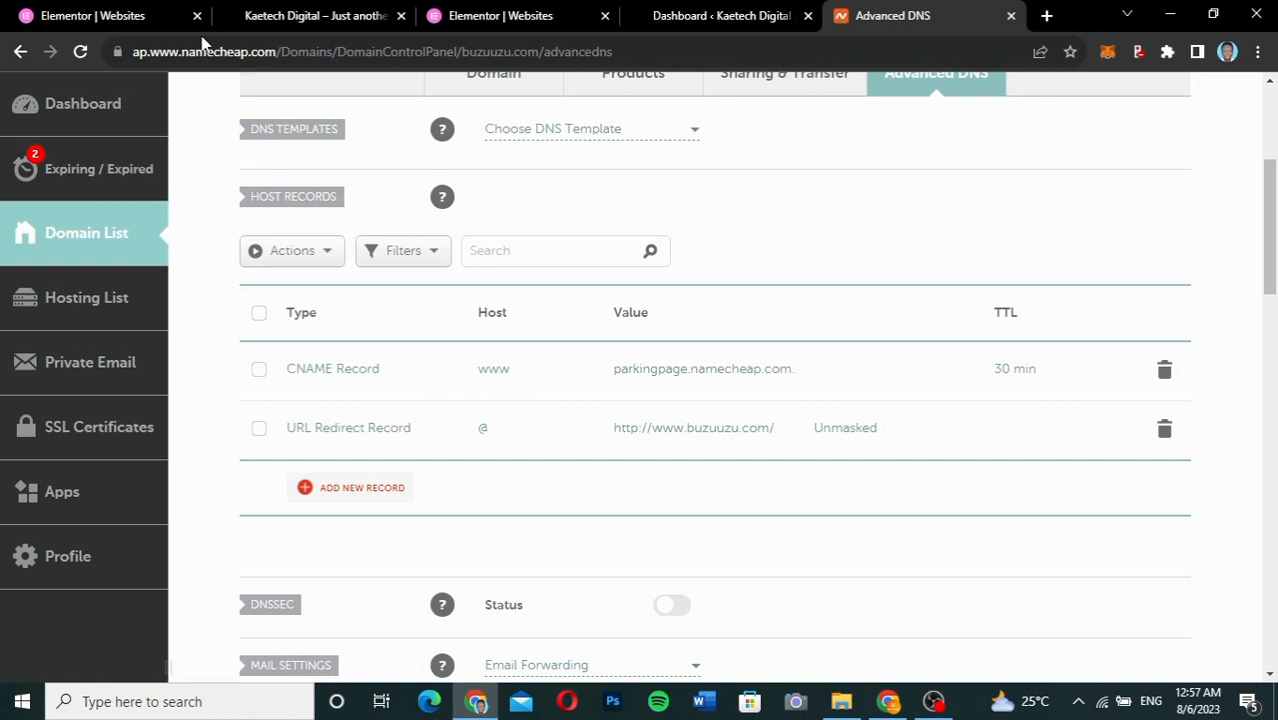 Elementor | Websites
Kaetech Digital – Just anothe
Elementor | Websites
Dashboard ‹ Kaetech Digital
Advanced DNS
ap.www.namecheap.com/Domains/DomainControlPanel/buzuuzu.com/advancedns
Domain
Products
Sharing & Transfer
Advanced DNS
Dashboard
2
Expiring / Expired
Domain List
Hosting List
Private Email
SSL Certificates
Apps
Profile
DNS TEMPLATES
?
Choose DNS Template
HOST RECORDS
?
Actions
Filters
Search
Type Host Value TTL
CNAME Record www parkingpage.namecheap.com. 30 min
URL Redirect Record @ http://www.buzuuzu.com/ Unmasked
ADD NEW RECORD
DNSSEC
?
Status
MAIL SETTINGS
?
Email Forwarding
Type here to search
Ps
W
25°C
ENG
12:57 AM
8/6/2023
5